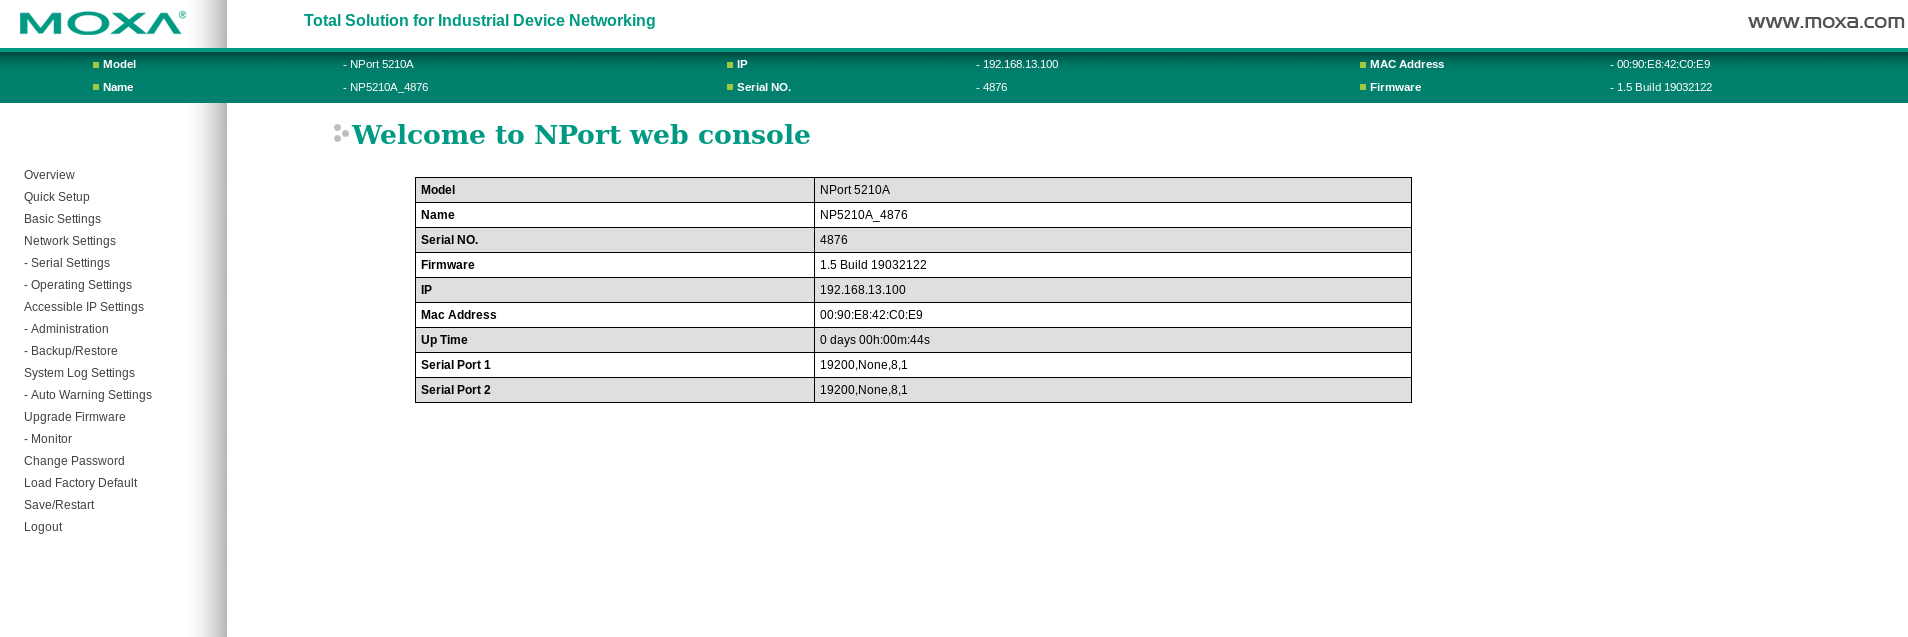 MOXA®
Total Solution for Industrial Device Networking
www.moxa.com
Model - NPort 5210A IP - 192.168.13.100 MAC Address - 00:90:E8:42:C0:E9
Name - NP5210A_4876 Serial NO. - 4876 Firmware - 1.5 Build 19032122
Overview
Quick Setup
Basic Settings
Network Settings
- Serial Settings
- Operating Settings
Accessible IP Settings
- Administration
- Backup/Restore
System Log Settings
- Auto Warning Settings
Upgrade Firmware
- Monitor
Change Password
Load Factory Default
Save/Restart
Logout
Welcome to NPort web console
Model NPort 5210A
Name NP5210A_4876
Serial NO. 4876
Firmware 1.5 Build 19032122
IP 192.168.13.100
Mac Address 00:90:E8:42:C0:E9
Up Time 0 days 00h:00m:44s
Serial Port 1 19200,None,8,1
Serial Port 2 19200,None,8,1